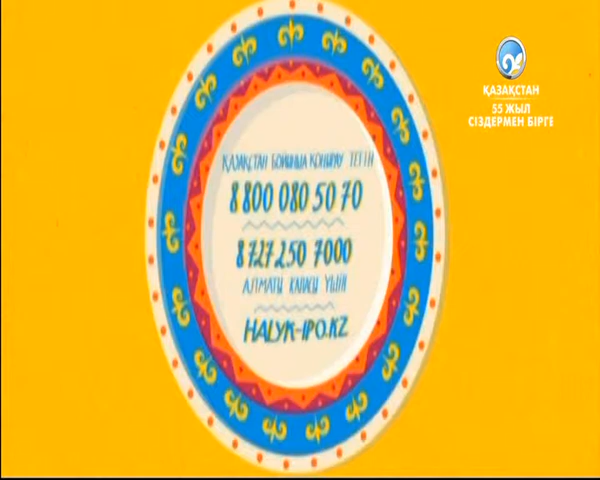 ҚАЗАҚСТАН БОЙЫНША ҚОҢЫРАУ ТЕГІН
8 800 080 50 70
8 727 250 7000
АЛМАТЫ ҚАЛАСЫ ҮШІН
HALYK-IPO.KZ
ҚАЗАҚСТАН
55 ЖЫЛ
СІЗДЕРМЕН БІРГЕ